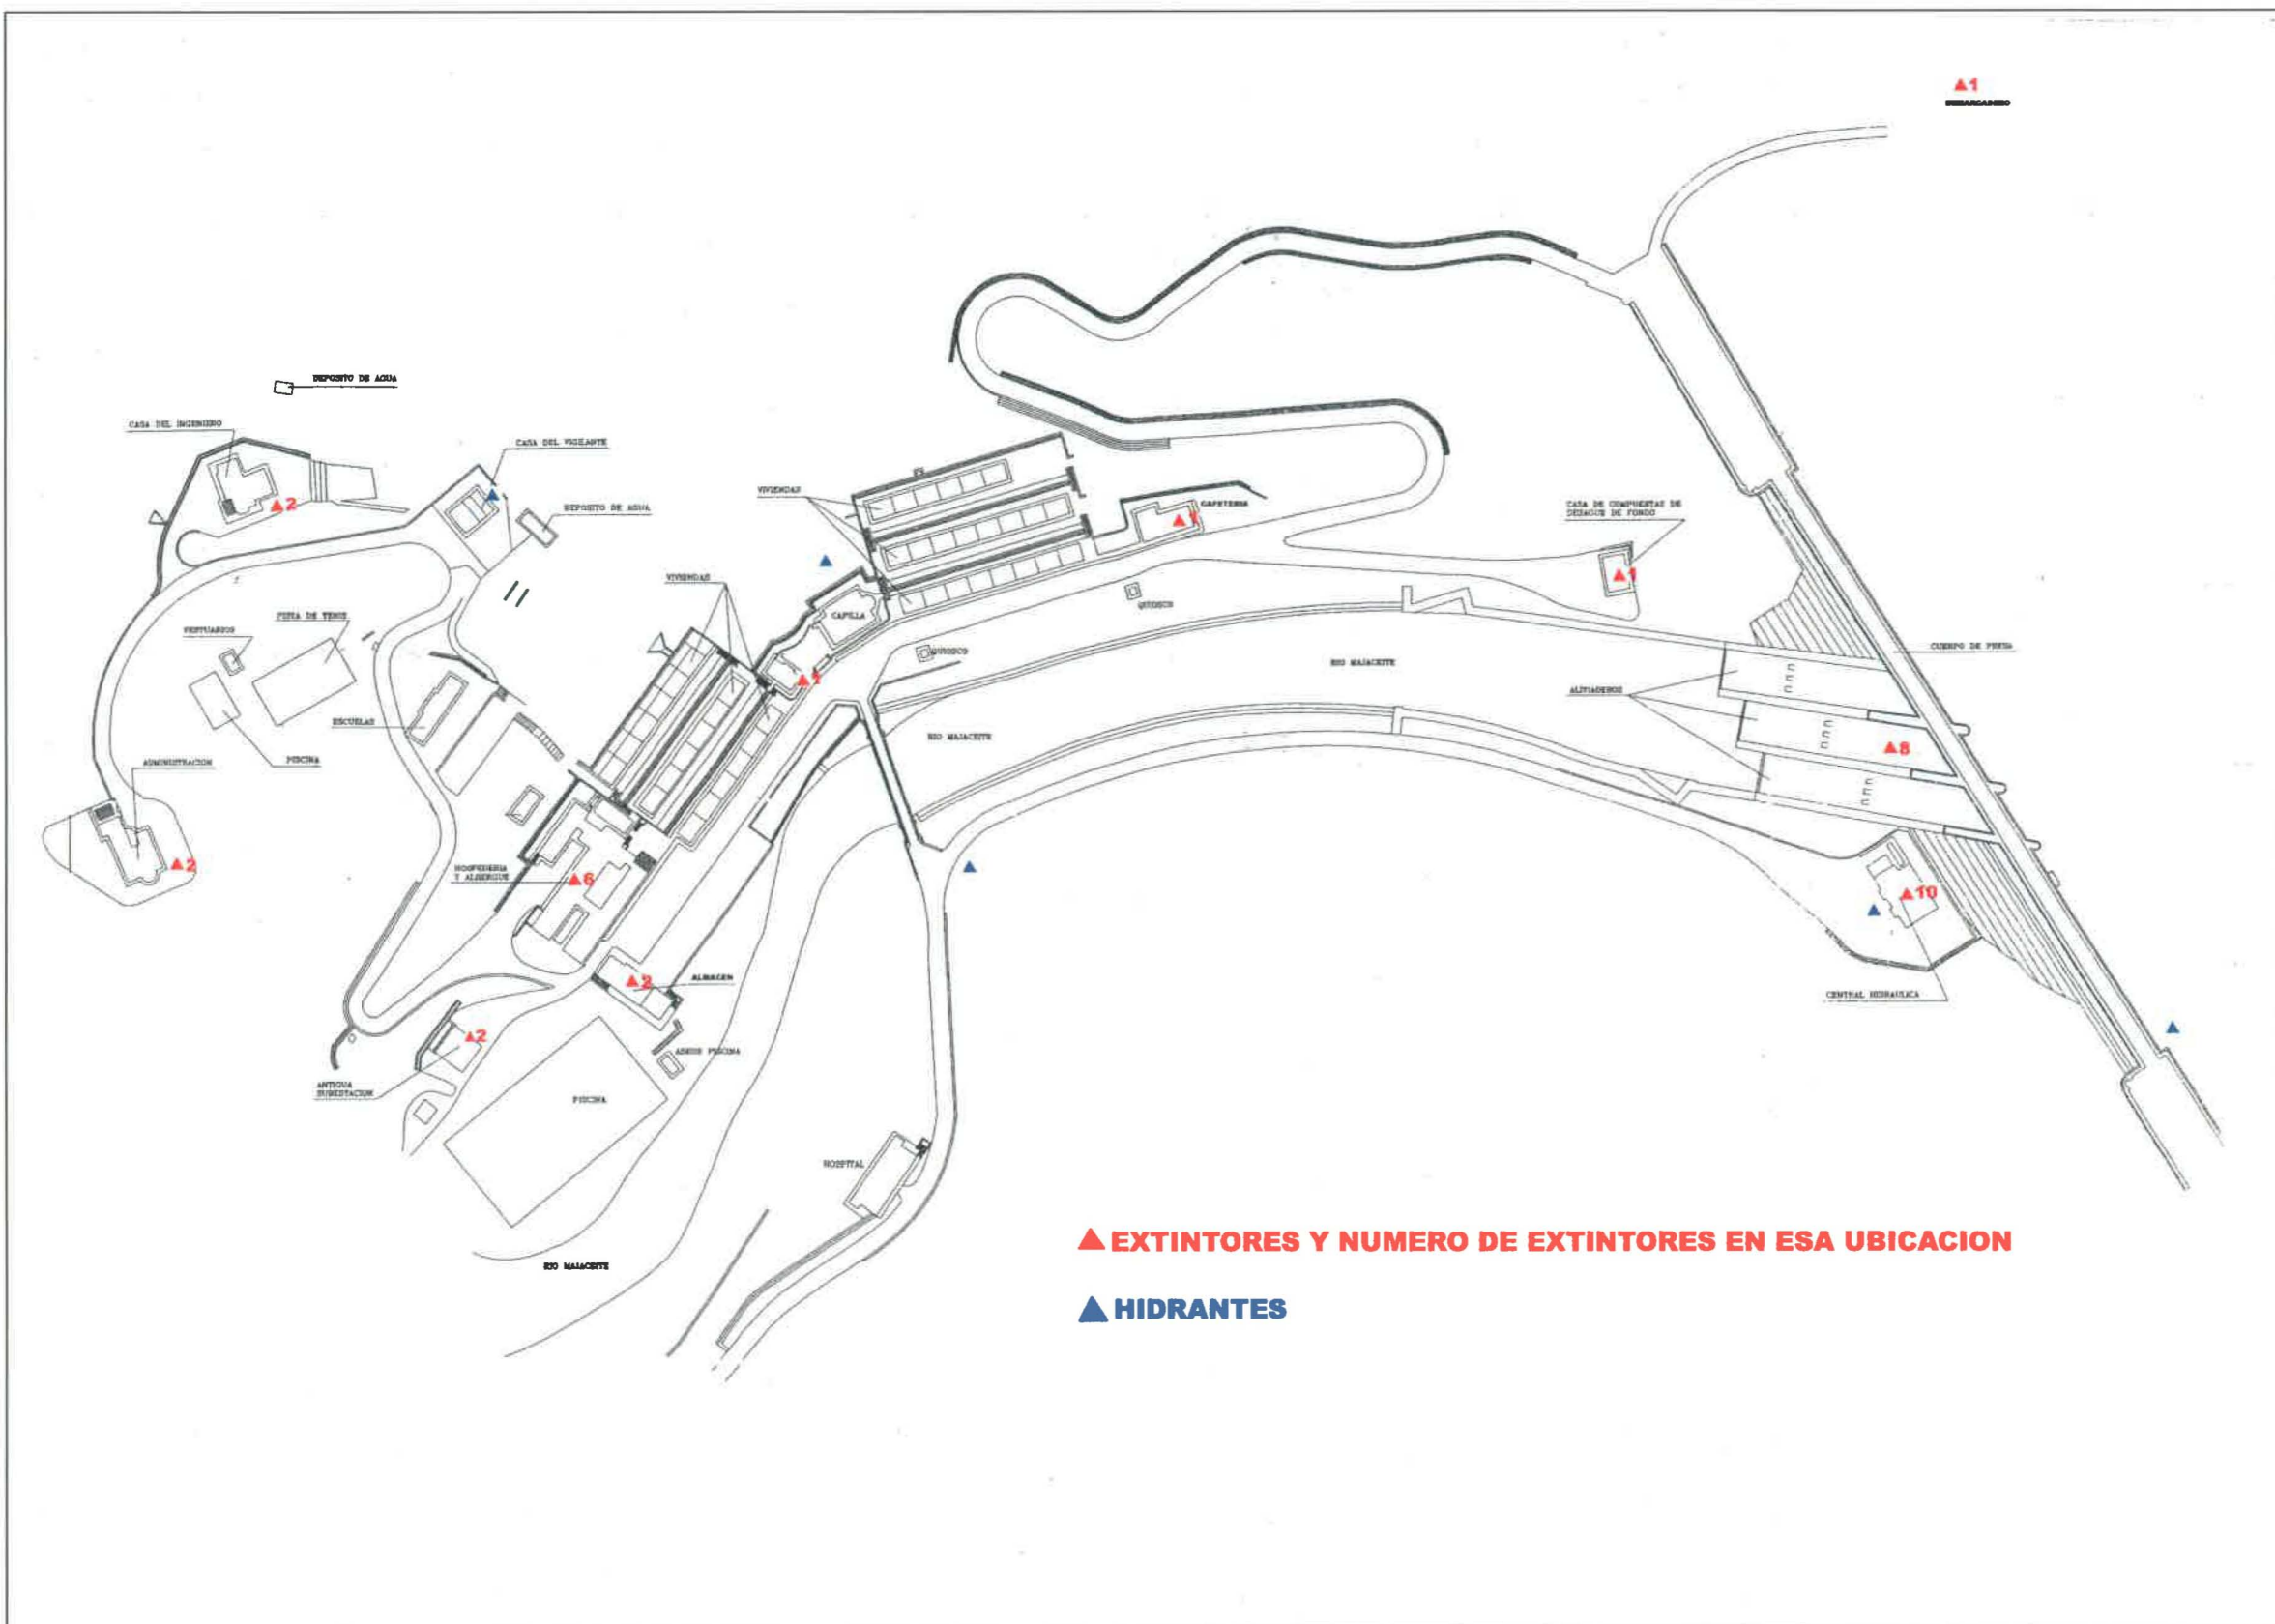 ▲1
EMBARCADERO
DEPOSITO DE AGUA
CASA DEL INGENIERO
▲2
CASA DEL VIGILANTE
DEPOSITO DE AGUA
VIVIENDAS
CAFETERIA
▲1
CASA DE COMPUERTAS DE
DESAGUE DE FONDO
▲1
VIVIENDAS
QUIOSCO
CAPILLA
PISTA DE TENIS
VESTUARIOS
QUIOSCO
▲1
RIO MAJACEITE
CUERPO DE PRESA
ALIVIADEROS
ESCUELAS
RIO MAJACEITE
▲8
ADMINISTRACION
PISCINA
▲2
HOSPEDERIA
Y ALBERGUE
▲6
▲10
▲2
ALMACEN
CENTRAL HIDRAULICA
▲2
ASEOS PISCINA
ANTIGUA
SUBESTACION
PISCINA
HOSPITAL
RIO MAJACEITE
▲EXTINTORES Y NUMERO DE EXTINTORES EN ESA UBICACION
▲HIDRANTES